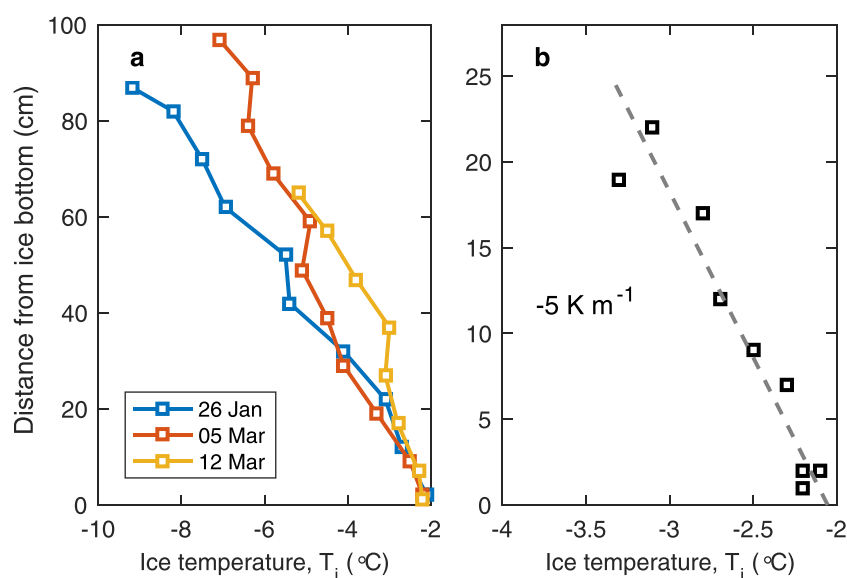 a
Distance from ice bottom (cm)
100
80
60
40
20
0
26 Jan
05 Mar
12 Mar
-10 -8 -6 -4 -2
Ice temperature, Ti (°C)
b
25
20
15
10
5
0
-5 K m-1
-4 -3.5 -3 -2.5 -2
Ice temperature, Ti (°C)